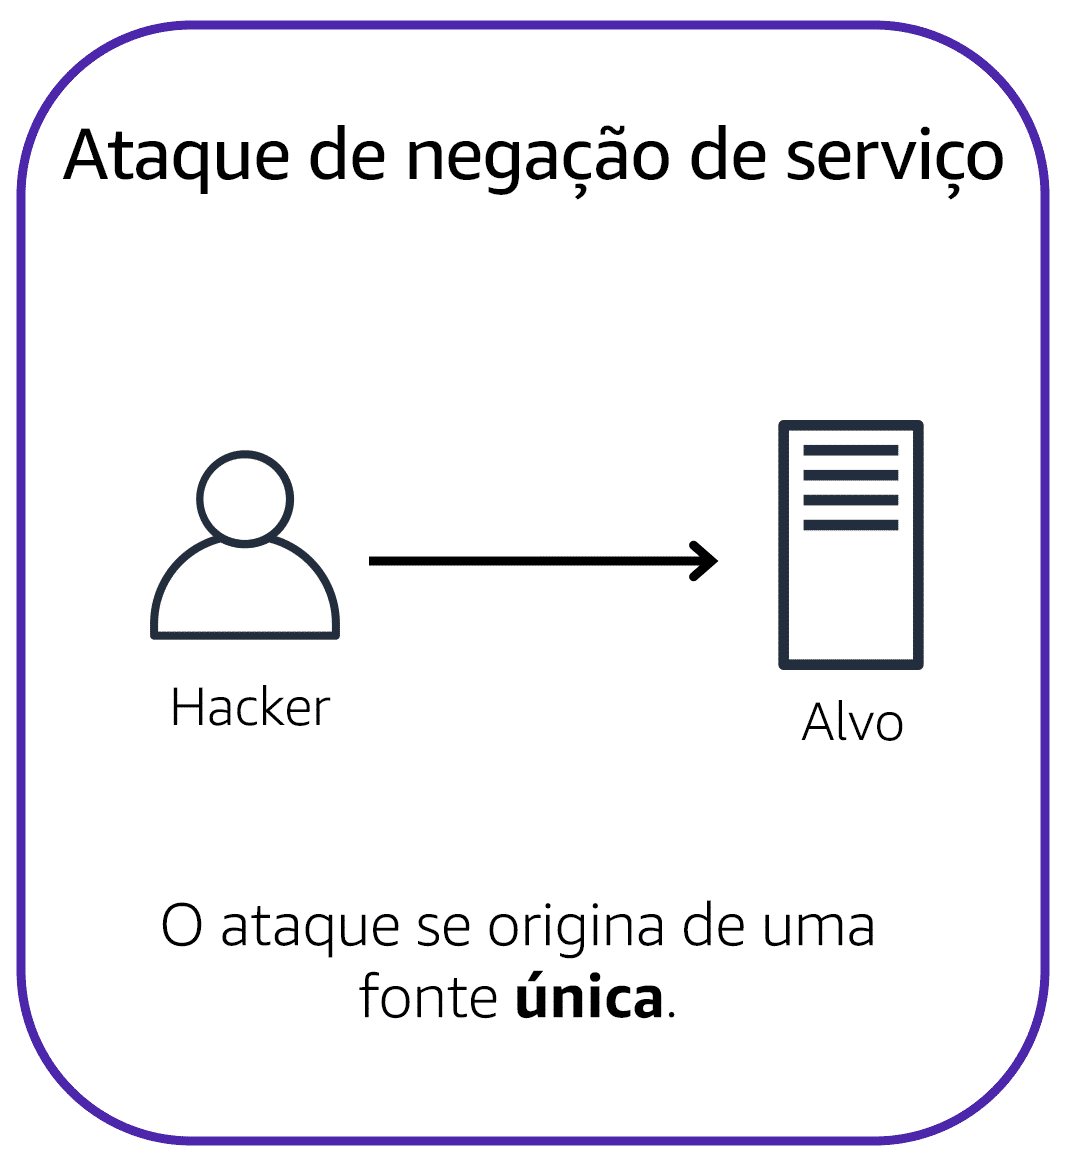 Ataque de negação de serviço
Hacker
Alvo
O ataque se origina de uma
fonte única.